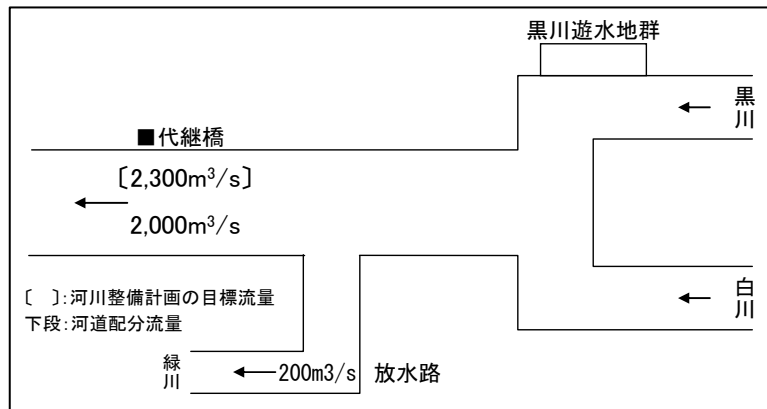 黒川遊水地群
黒川
■代継橋
〔2,300m³/s〕
2,000m³/s
白川
〔 〕:河川整備計画の目標流量
下段:河道配分流量
緑川
200m3/s 放水路